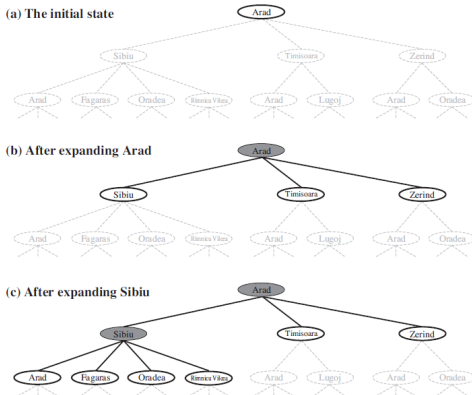 (a) The initial state
Arad
Sibiu Timisoara Zerind
Arad Fagaras Oradea Rimnicu Vilcea Arad Lugoj Arad Oradea
(b) After expanding Arad
Arad
Sibiu Timisoara Zerind
Arad Fagaras Oradea Rimnicu Vilcea Arad Lugoj Arad Oradea
(c) After expanding Sibiu
Arad
Sibiu Timisoara Zerind
Arad Fagaras Oradea Rimnicu Vilcea Arad Lugoj Arad Oradea